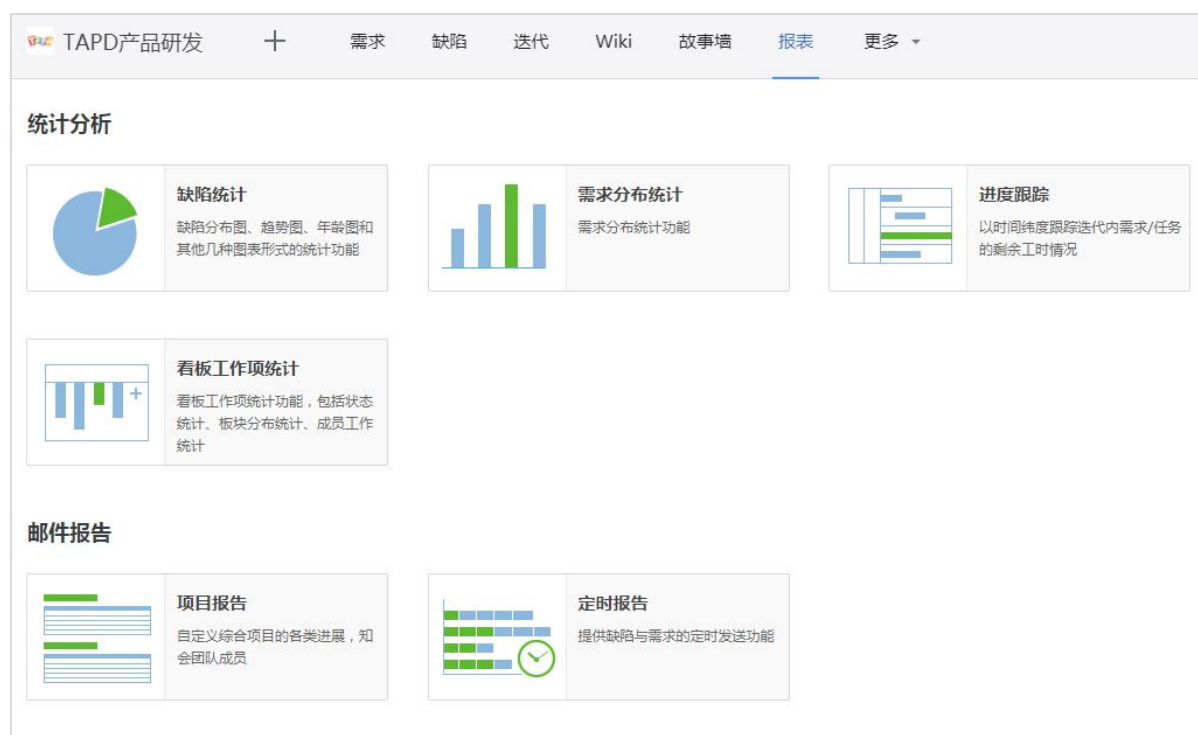 TAPD TAPD产品研发 + 需求 缺陷 迭代 Wiki 故事墙 报表 更多
统计分析
缺陷统计
缺陷分布图、趋势图、年龄图和
其他几种图表形式的统计功能
需求分布统计
需求分布统计功能
进度跟踪
以时间纬度跟踪迭代内需求/任务
的剩余工时情况
看板工作项统计
看板工作项统计功能，包括状态
统计、板块分布统计、成员工作
统计
邮件报告
项目报告
自定义综合项目的各类进展，知
会团队成员
定时报告
提供缺陷与需求的定时发送功能